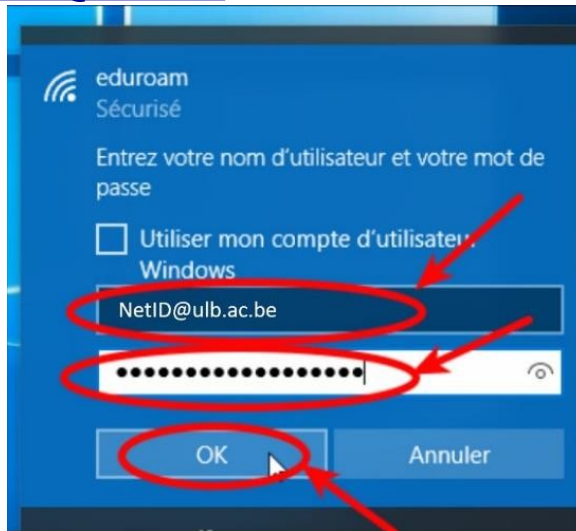 eduroam
Sécurisé
Entrez votre nom d'utilisateur et votre mot de
passe
Utiliser mon compte d'utilisateur
Windows
NetID@ulb.ac.be
••••••••••••••••••
OK
Annuler